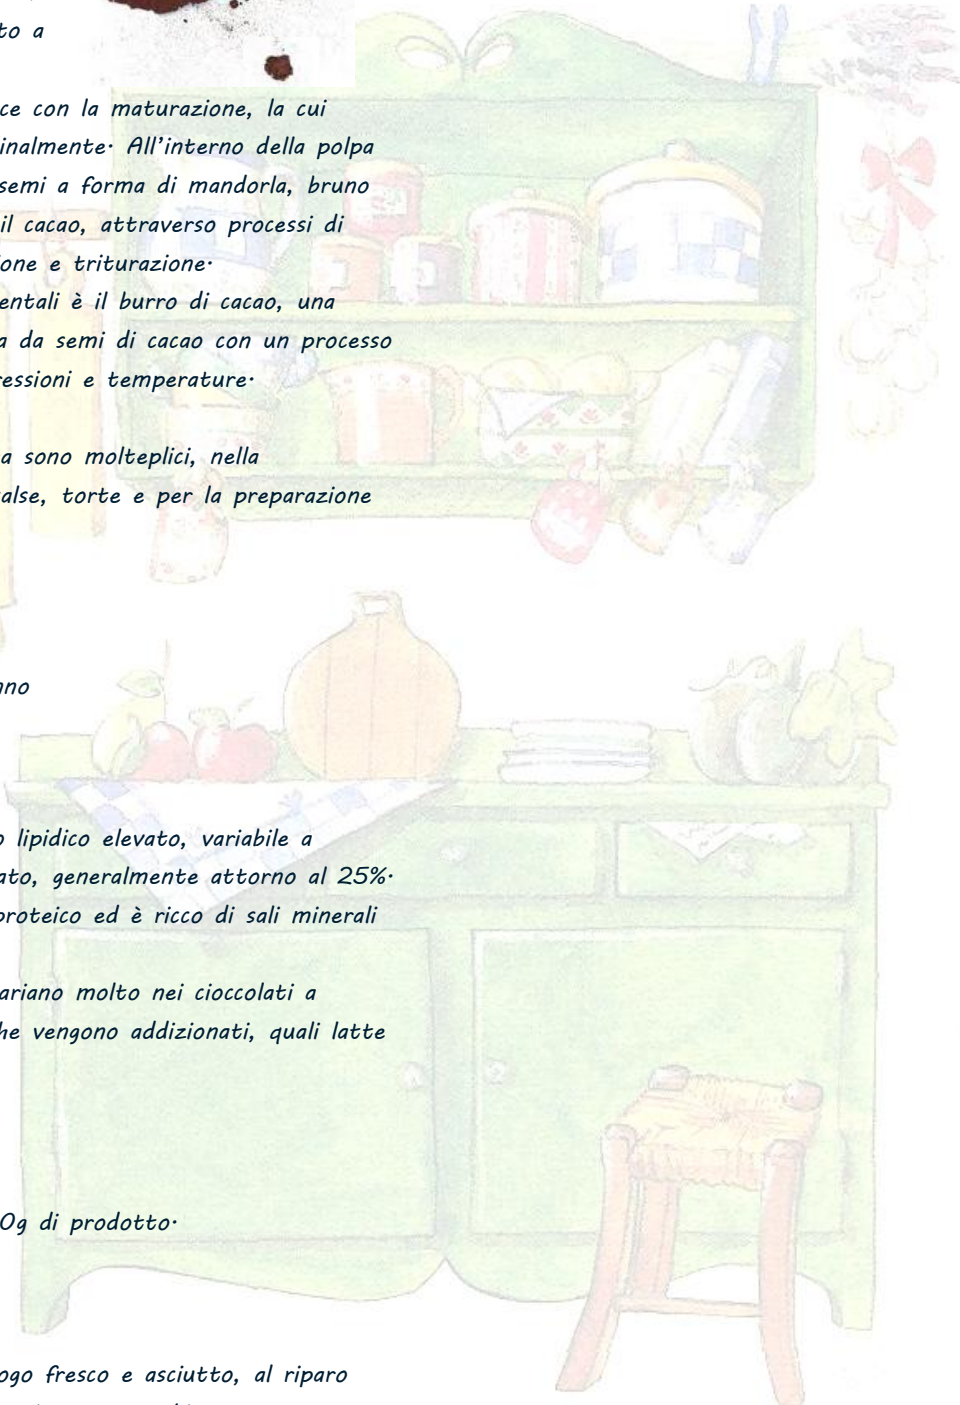 to a
ce con la maturazione, la cui
inalmente. All'interno della polpa
semi a forma di mandorla, bruno
il cacao, attraverso processi di
ione e triturazione.
entali è il burro di cacao, una
a da semi di cacao con un processo
ressioni e temperature.
a sono molteplici, nella
alse, torte e per la preparazione
nno
o lipidico elevato, variabile a
ato, generalmente attorno al 25%.
proteico ed è ricco di sali minerali
ariano molto nei cioccolati a
he vengono addizionati, quali latte
0g di prodotto.
ogo fresco e asciutto, al riparo